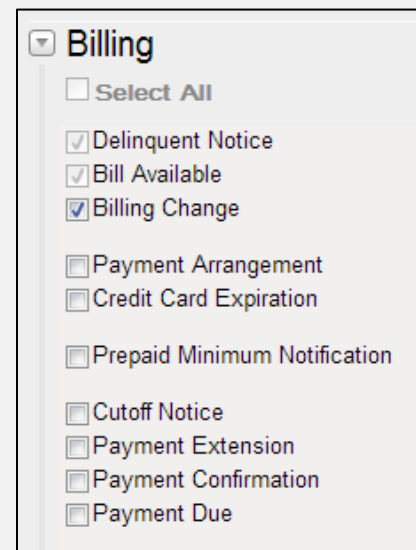 Billing
Select All
Delinquent Notice
Bill Available
Billing Change
Payment Arrangement
Credit Card Expiration
Prepaid Minimum Notification
Cutoff Notice
Payment Extension
Payment Confirmation
Payment Due